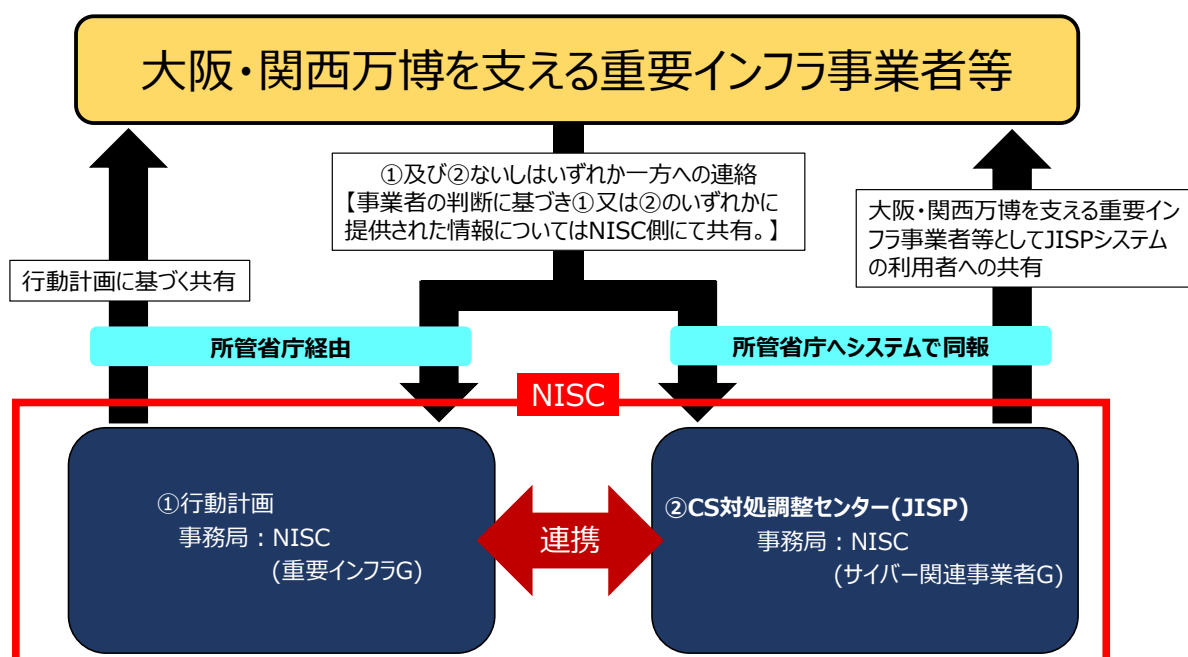 大阪・関西万博を支える重要インフラ事業者等
①及び②ないしはいずれか一方への連絡
【事業者の判断に基づき①又は②のいずれかに
提供された情報についてはNISC側にて共有。】
大阪・関西万博を支える重要イン
フラ事業者等としてJISPシステム
の利用者への共有
行動計画に基づく共有
所管省庁経由
所管省庁へシステムで同報
NISC
①行動計画
事務局：NISC
(重要インフラG)
連携
②CS対処調整センター(JISP)
事務局：NISC
(サイバー関連事業者G)